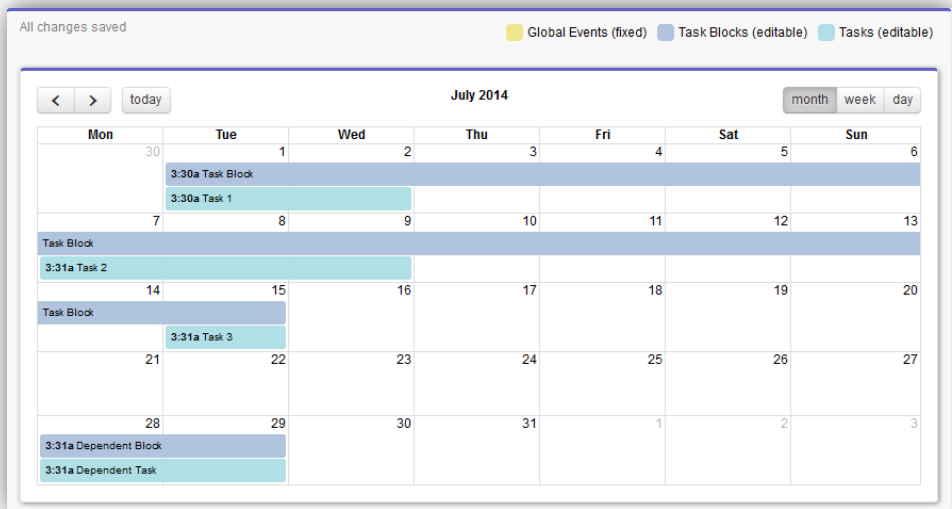 All changes saved
Global Events (fixed) Task Blocks (editable) Tasks (editable)
today July 2014 month week day
Mon Tue Wed Thu Fri Sat Sun
30 1 2 3 4 5 6
3:30a Task Block
3:30a Task 1
7 8 9 10 11 12 13
Task Block
3:31a Task 2
14 15 16 17 18 19 20
Task Block
3:31a Task 3
21 22 23 24 25 26 27
28 29 30 31 1 2 3
3:31a Dependent Block
3:31a Dependent Task